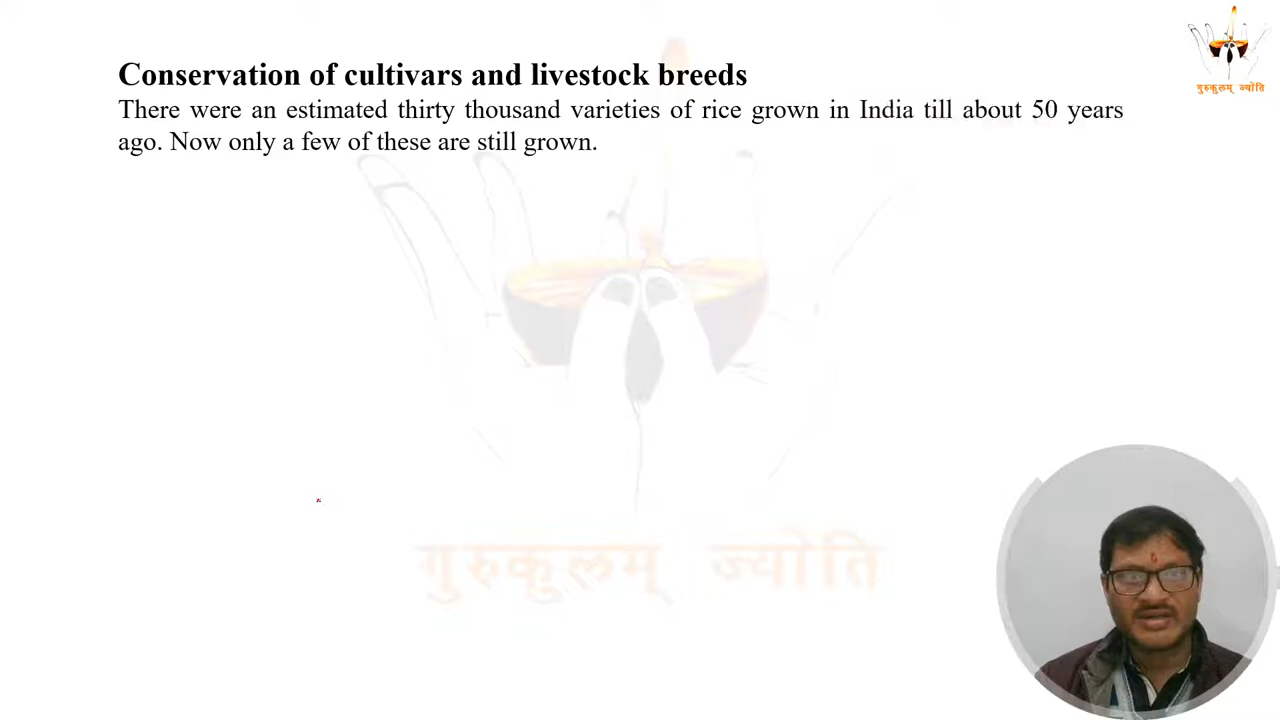 गुरुकुलम् ज्योति
Conservation of cultivars and livestock breeds
There were an estimated thirty thousand varieties of rice grown in India till about 50 years
ago. Now only a few of these are still grown.
गुरुकुलम् ज्योति